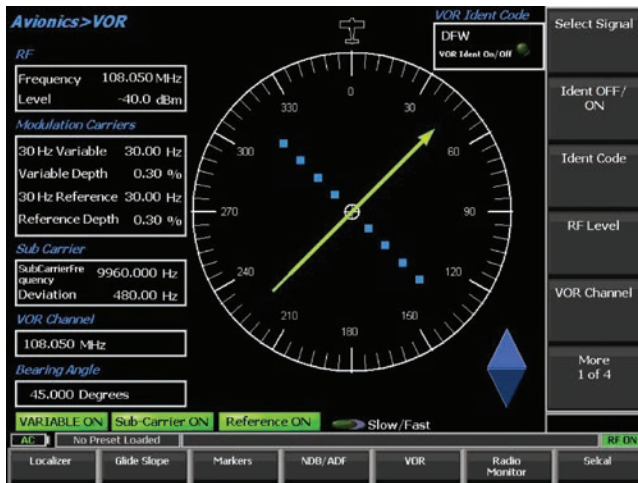 Avionics>VOR
VOR Ident Code
DFW
VOR Ident On/Off
RF
Frequency 108.050 MHz
Level -40.0 dBm
Modulation Carriers
30 Hz Variable 30.00 Hz
Variable Depth 0.30 %
30 Hz Reference 30.00 Hz
Reference Depth 0.30 %
Sub Carrier
SubCarrierFre
quency 9960.000 Hz
Deviation 480.00 Hz
VOR Channel
108.050 MHz
Bearing Angle
45.000 Degrees
0
30
60
90
120
150
180
210
240
270
300
330
VARIABLE ON Sub-Carrier ON Reference ON Slow/Fast
AC No Preset Loaded RF ON
Localizer Glide Slope Markers NDB/ADF VOR Radio
Monitor Selcal
Select Signal
Ident OFF/
ON
Ident Code
RF Level
VOR Channel
More
1 of 4